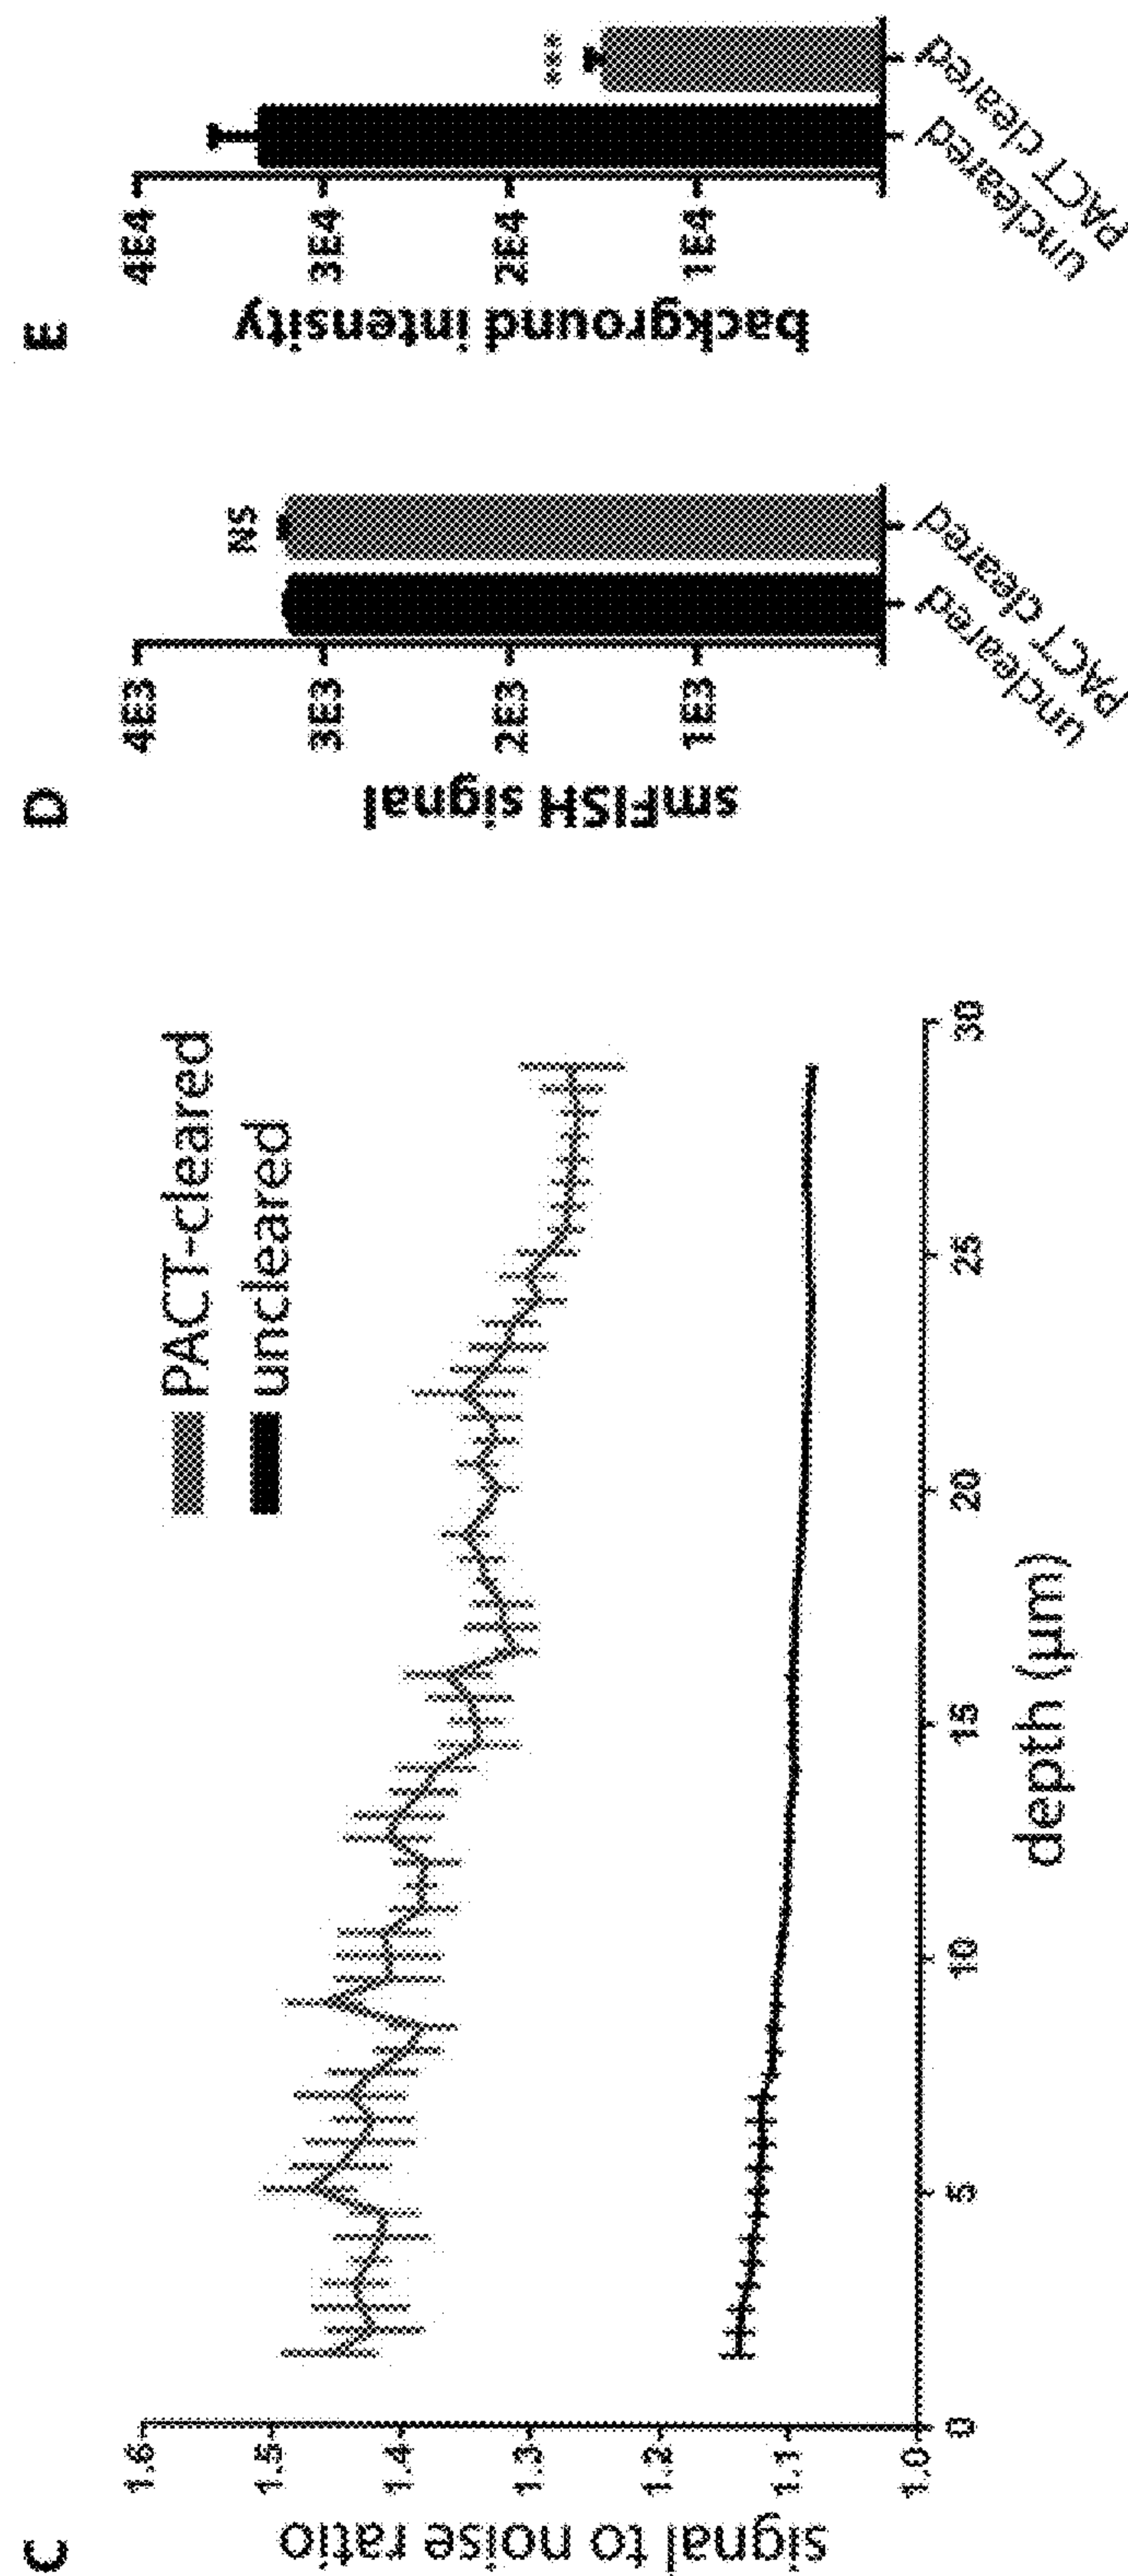 C
signal to noise ratio
1.6
1.5
1.4
1.3
1.2
1.1
1.0
0
5
10
15
20
25
30
depth (µm)
PACT-cleared
uncleared
D
smFISH signal
4E3
3E3
2E3
1E3
NS
uncleared
PACT cleared
E
background intensity
4E4
3E4
2E4
1E4
***
uncleared
PACT cleared